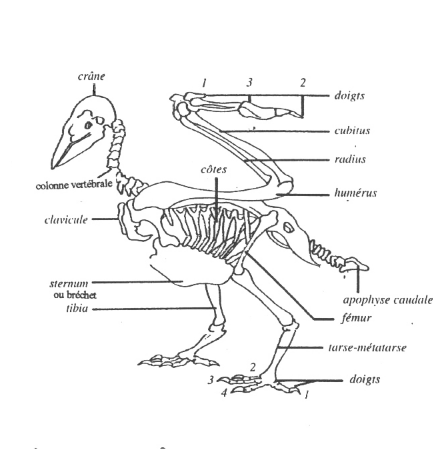 crâne
1 3 2
doigts
cubitus
radius
côtes
colonne vertébrale
humérus
clavicule
sternum
ou bréchet
tibia
apophyse caudale
fémur
tarse-métatarse
2
3
doigts
4
1